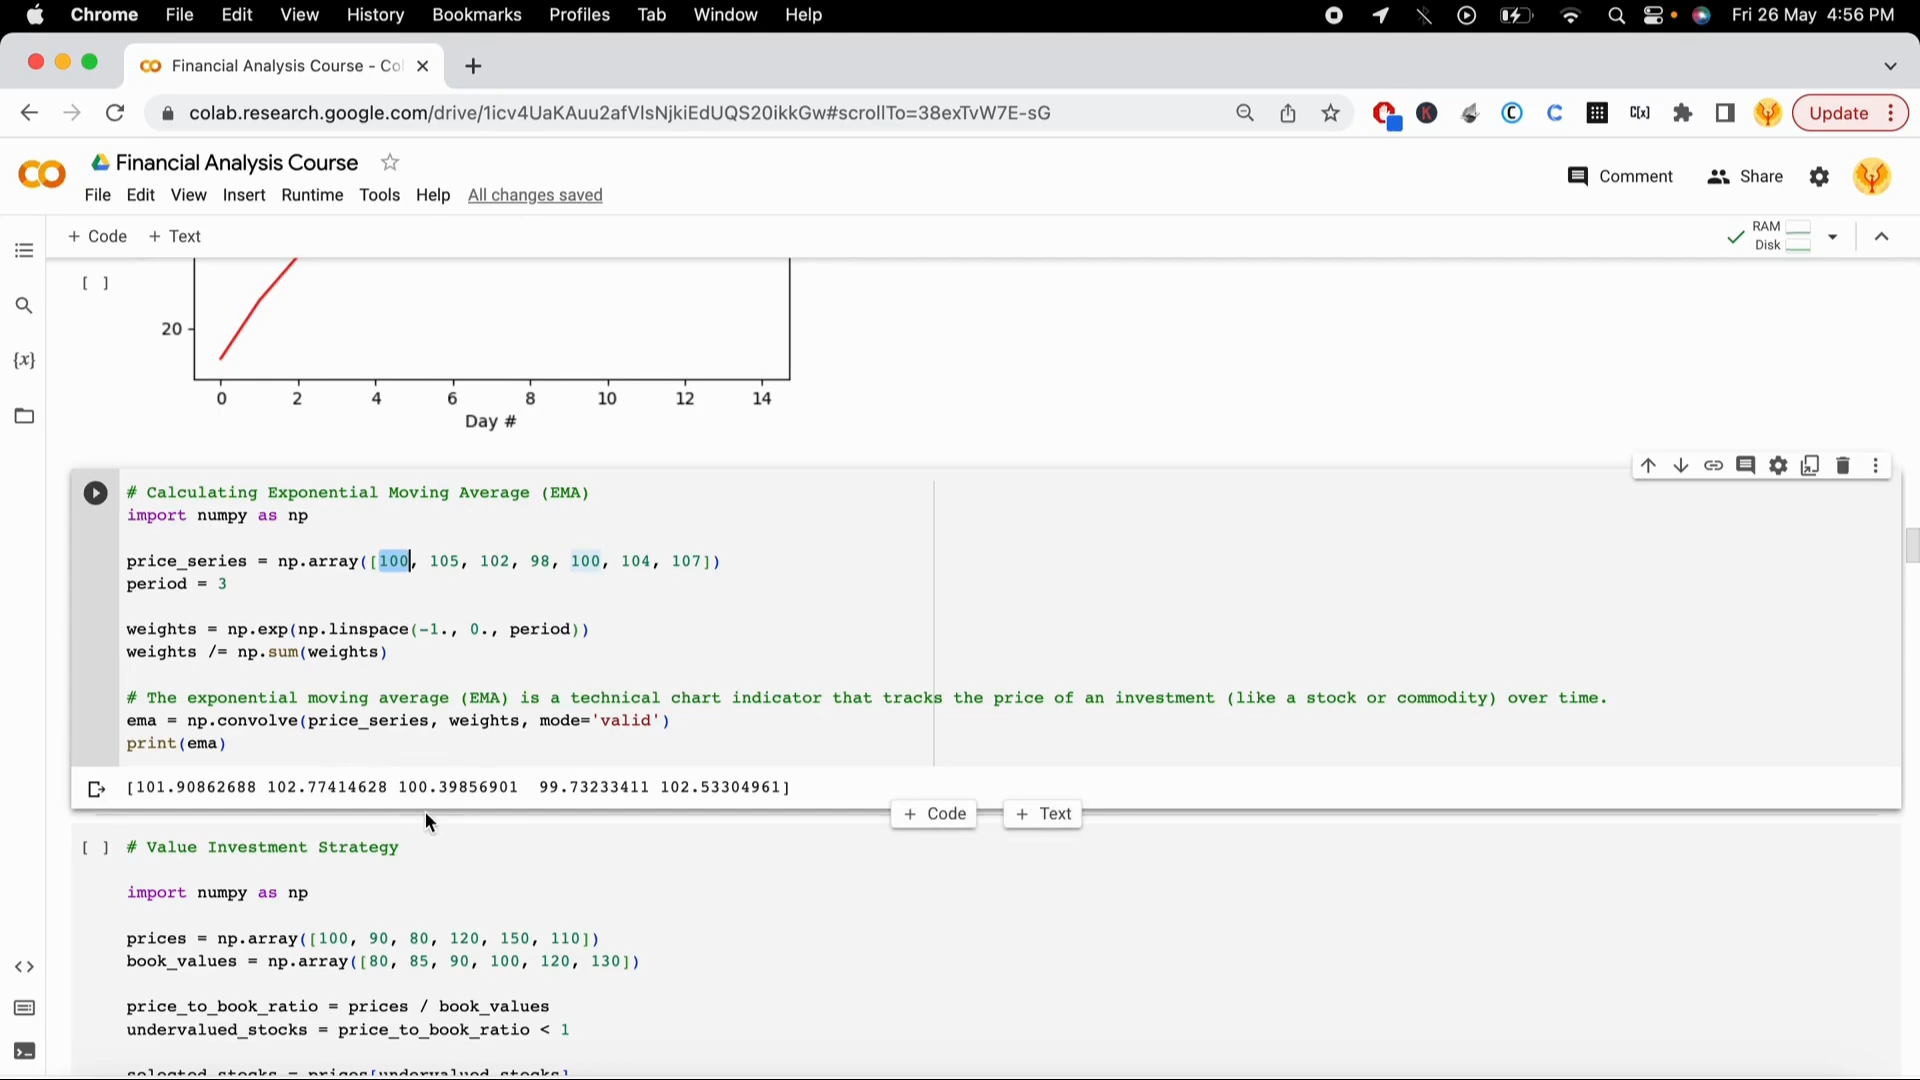 Chrome File Edit View History Bookmarks Profiles Tab Window Help Fri 26 May 4:56 PM
Financial Analysis Course - Co
colab.research.google.com/drive/1icv4UaKAuu2afVlsNjkiEdUQS20ikkGw#scrollTo=38exTvW7E-sG Update
Financial Analysis Course
File Edit View Insert Runtime Tools Help All changes saved Comment Share
+ Code + Text RAM
Disk
[ ]
20
0 2 4 6 8 10 12 14
Day #
# Calculating Exponential Moving Average (EMA)
import numpy as np
price_series = np.array([100, 105, 102, 98, 100, 104, 107])
period = 3
weights = np.exp(np.linspace(-1., 0., period))
weights /= np.sum(weights)
# The exponential moving average (EMA) is a technical chart indicator that tracks the price of an investment (like a stock or commodity) over time.
ema = np.convolve(price_series, weights, mode='valid')
print(ema)
[101.90862688 102.77414628 100.39856901 99.73233411 102.53304961]
+ Code + Text
[ ] # Value Investment Strategy
import numpy as np
prices = np.array([100, 90, 80, 120, 150, 110])
book_values = np.array([80, 85, 90, 100, 120, 130])
price_to_book_ratio = prices / book_values
undervalued_stocks = price_to_book_ratio < 1
selected_stocks = prices[undervalued_stocks]